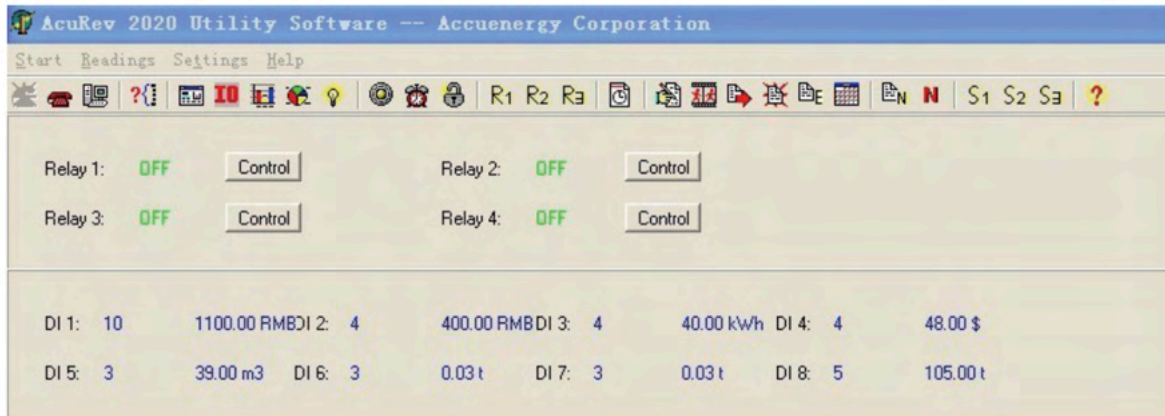 AcuRev 2020 Utility Software -- Accuenergy Corporation
Start Readings Settings Help
?{} IO R1 R2 R3 E N N S1 S2 S3 ?
Relay 1: OFF Control Relay 2: OFF Control
Relay 3: OFF Control Relay 4: OFF Control
DI 1: 10 1100.00 RMB DI 2: 4 400.00 RMB DI 3: 4 40.00 kWh DI 4: 4 48.00 $
DI 5: 3 39.00 m3 DI 6: 3 0.03 t DI 7: 3 0.03 t DI 8: 5 105.00 t